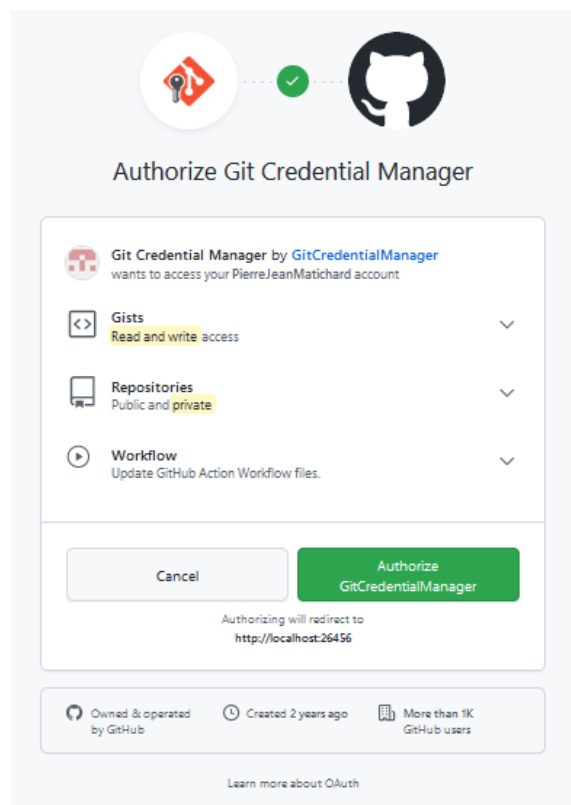 Authorize Git Credential Manager
Git Credential Manager by GitCredentialManager
wants to access your PierreJeanMatichard account
Gists
Read and write access
Repositories
Public and private
Workflow
Update GitHub Action Workflow files.
Cancel
Authorize
GitCredentialManager
Authorizing will redirect to
http://localhost:26456
Owned & operated
by GitHub
Created 2 years ago
More than 1K
GitHub users
Learn more about OAuth